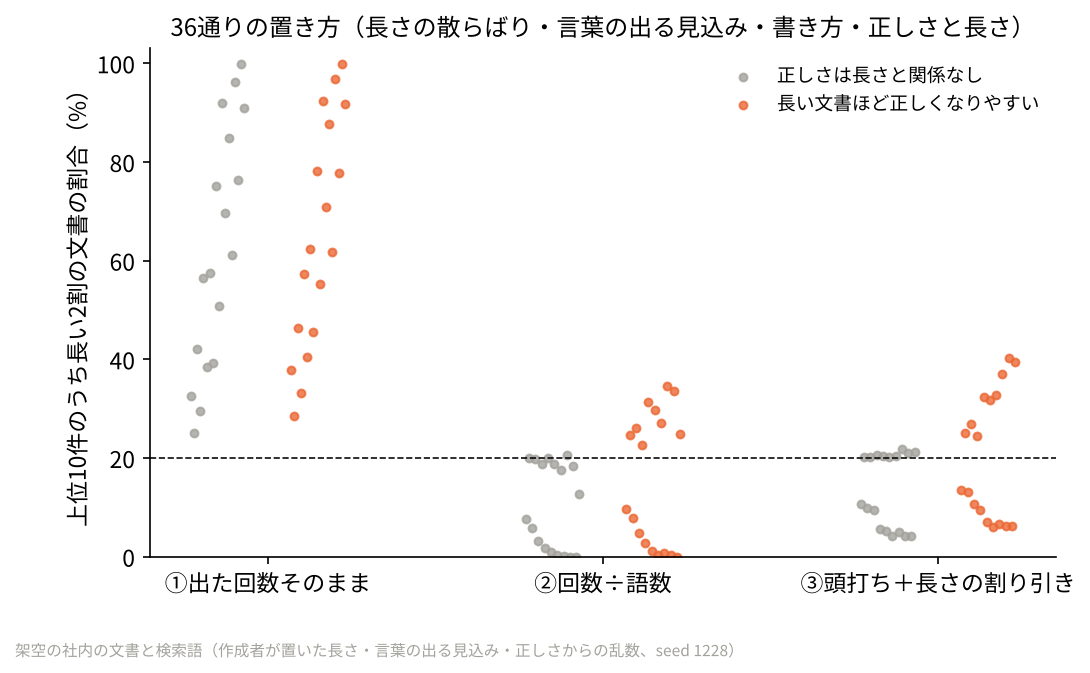 36通りの置き方（長さの散らばり・言葉の出る見込み・書き方・正しさと長さ）
正しさは長さと関係なし
長い文書ほど正しくなりやすい
上位10件のうち長い2割の文書の割合（%）
100
80
60
40
20
0
①出た回数そのまま
②回数÷語数
③頭打ち＋長さの割り引き
架空の社内の文書と検索語（作成者が置いた長さ・言葉の出る見込み・正しさからの乱数、seed 1228）